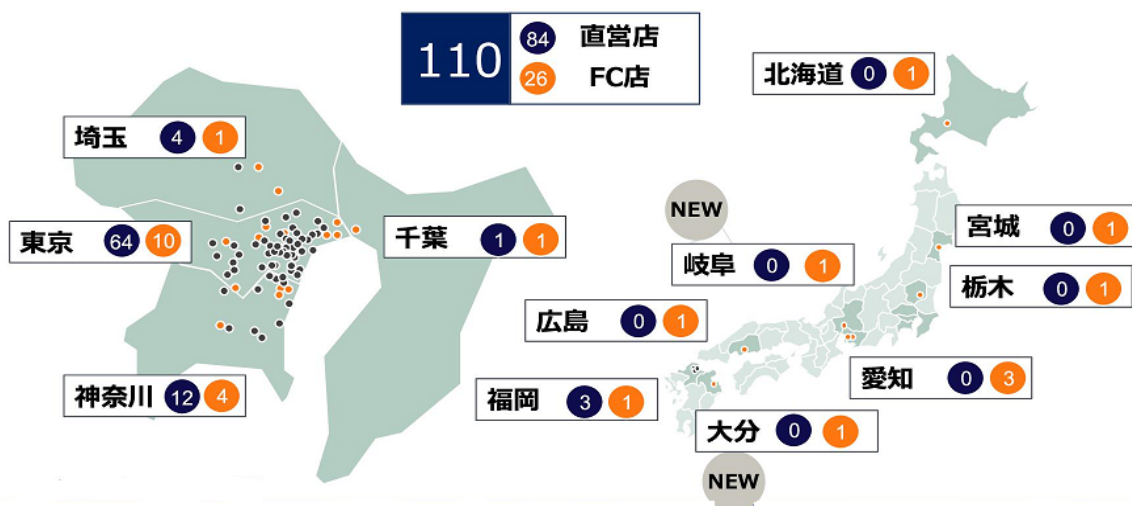 110
84 直営店
26 FC店
埼玉 4 1
東京 64 10
千葉 1 1
神奈川 12 4
北海道 0 1
NEW
宮城 0 1
岐阜 0 1
栃木 0 1
広島 0 1
愛知 0 3
福岡 3 1
大分 0 1
NEW